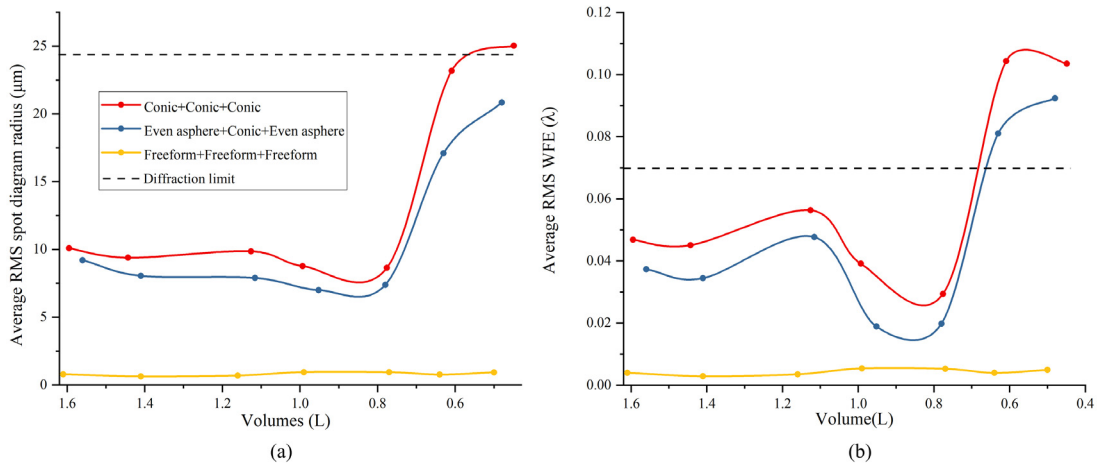 25
20
15
10
5
0
Average RMS spot diagram radius (μm)
Conic+Conic+Conic
Even asphere+Conic+Even asphere
Freeform+Freeform+Freeform
Diffraction limit
1.6 1.4 1.2 1.0 0.8 0.6
Volumes (L)
(a)
0.12
0.10
0.08
0.06
0.04
0.02
0.00
Average RMS WFE (λ)
1.6 1.4 1.2 1.0 0.8 0.6 0.4
Volume(L)
(b)